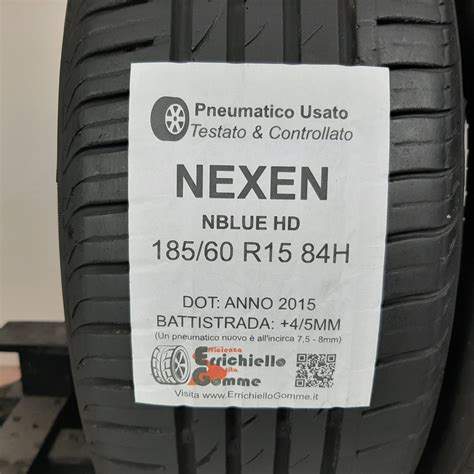 Pneumatico Usato
Testato & Controllato
NEXEN
NBLUE HD
185/60 R15 84H
DOT: ANNO 2015
BATTISTRADA: +4/5MM
(Un pneumatico nuovo è all'incirca 7,5 - 8mm)
Efficienza
Errichiello
Gomme
Visita www.ErrichielloGomme.it